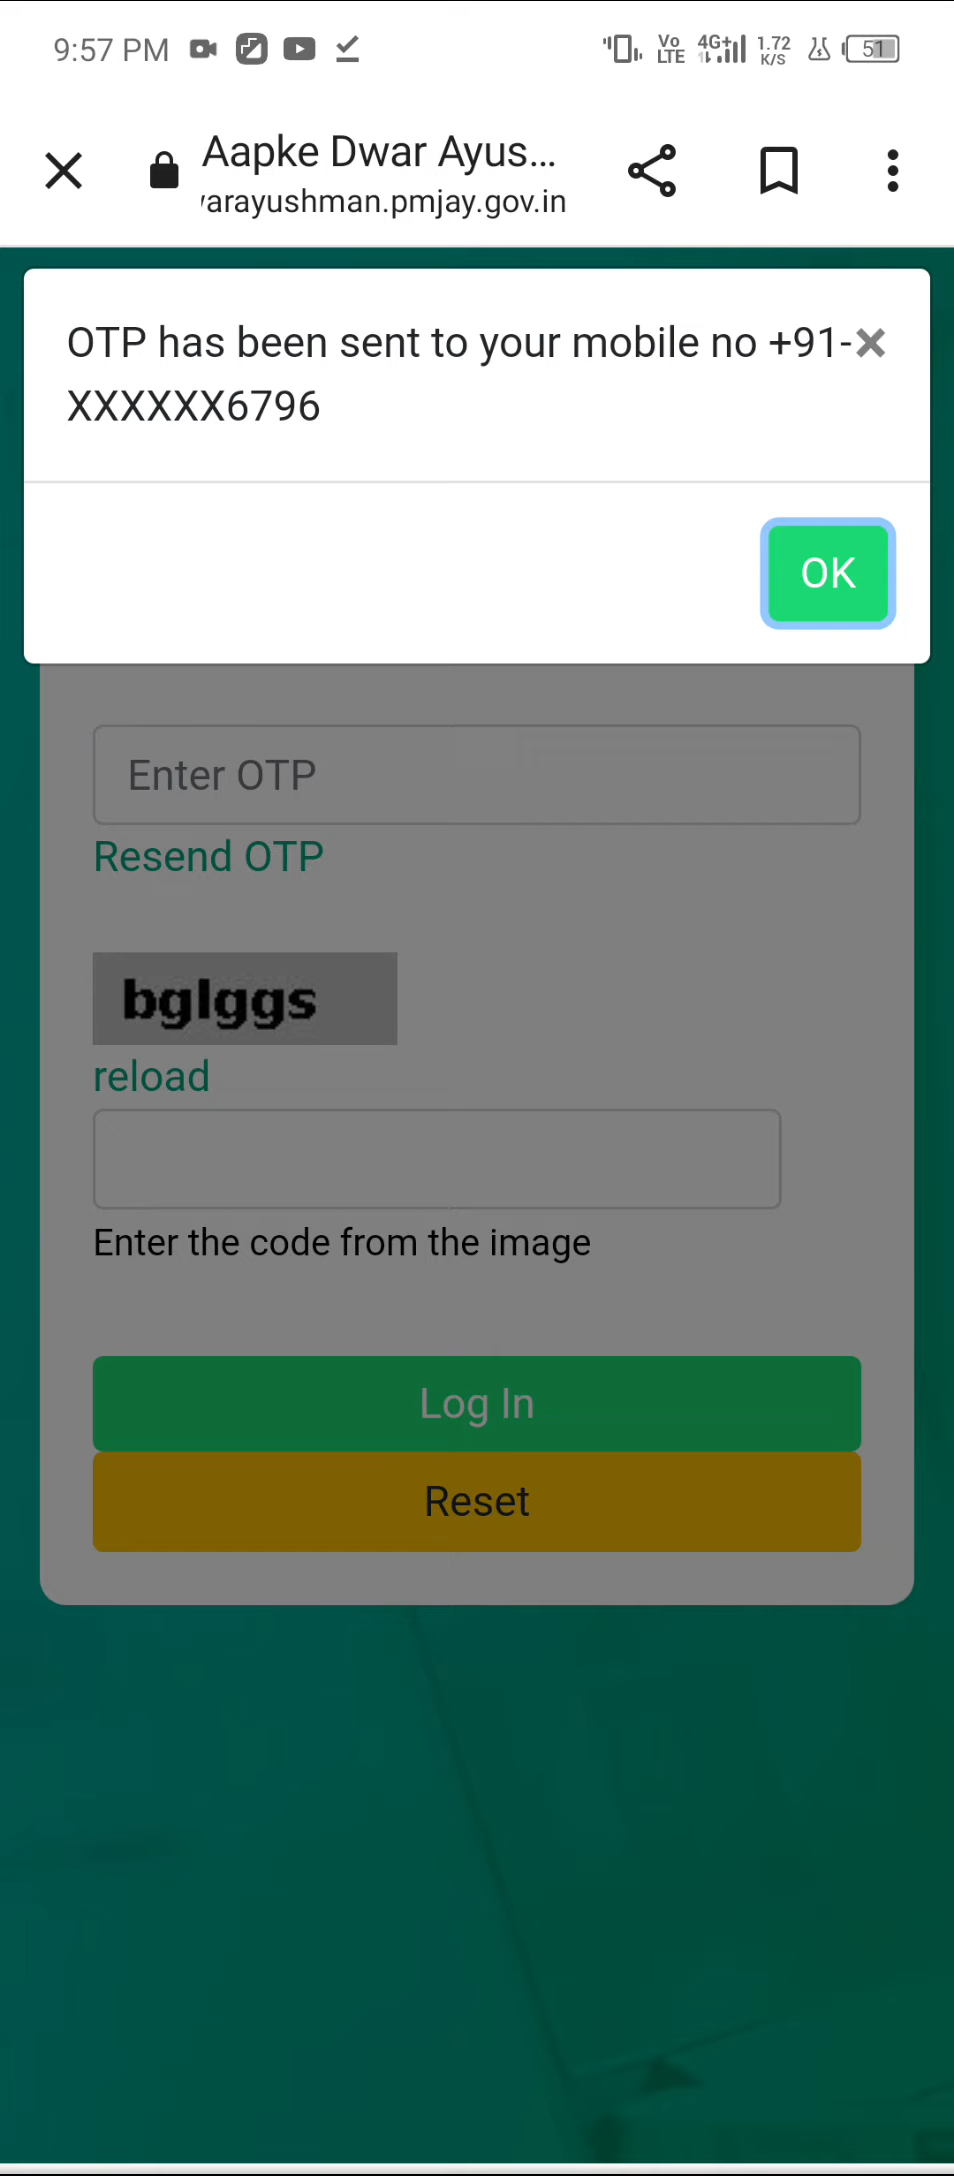 9:57 PM
Vo LTE 4G+ 1.72 K/S 51
Aapke Dwar Ayus...
arayushman.pmjay.gov.in
OTP has been sent to your mobile no +91-
XXXXXX6796
OK
Enter OTP
Resend OTP
bglggs
reload
Enter the code from the image
Log In
Reset